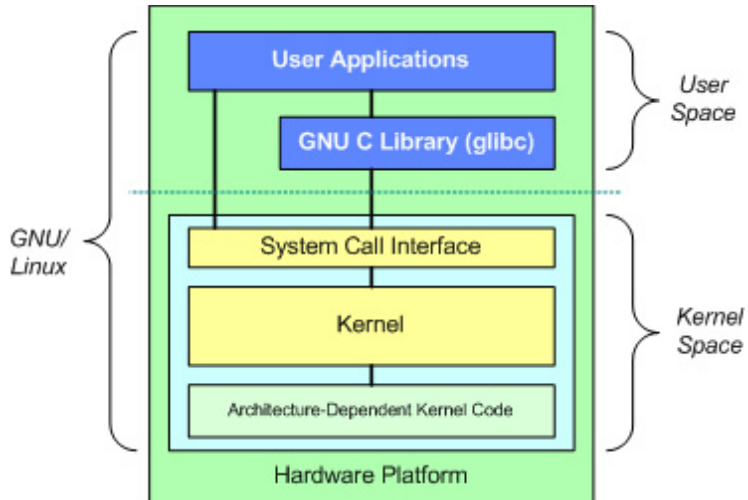 User Applications
GNU C Library (glibc)
User
Space
GNU/
Linux
System Call Interface
Kernel
Architecture-Dependent Kernel Code
Kernel
Space
Hardware Platform